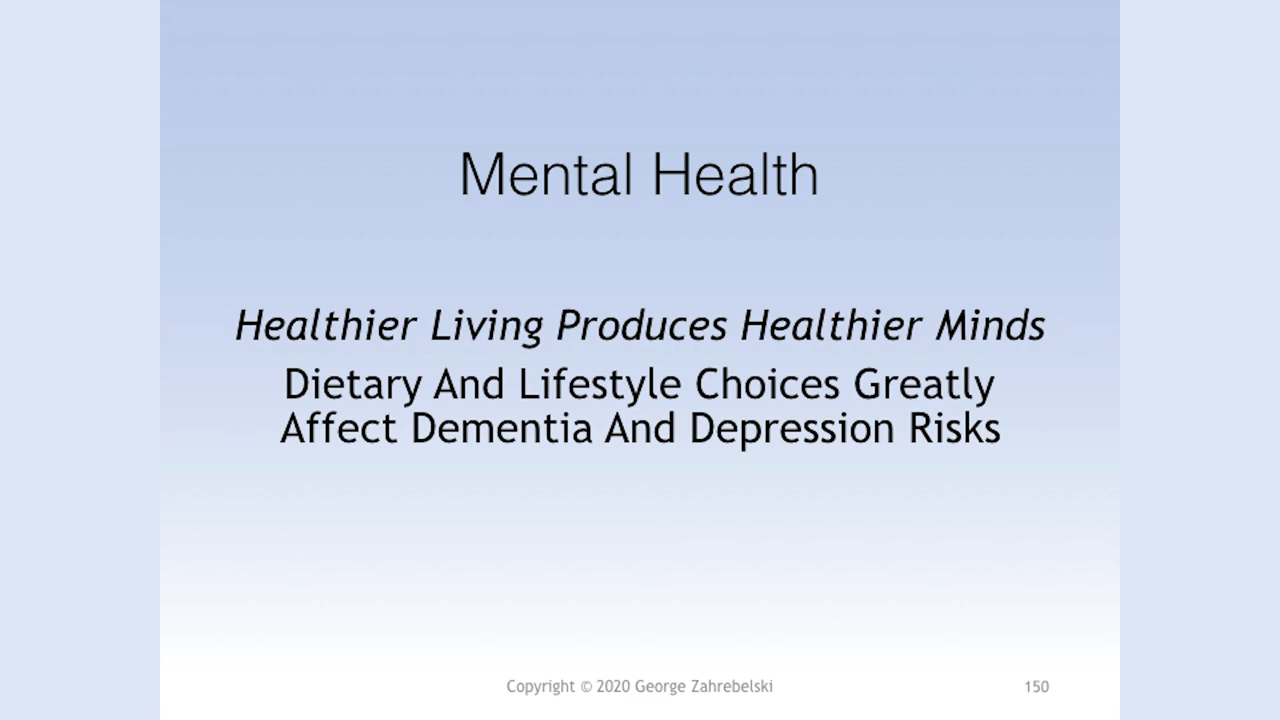 Mental Health
Healthier Living Produces Healthier Minds
Dietary And Lifestyle Choices Greatly
Affect Dementia And Depression Risks
Copyright © 2020 George Zahrebelski
150